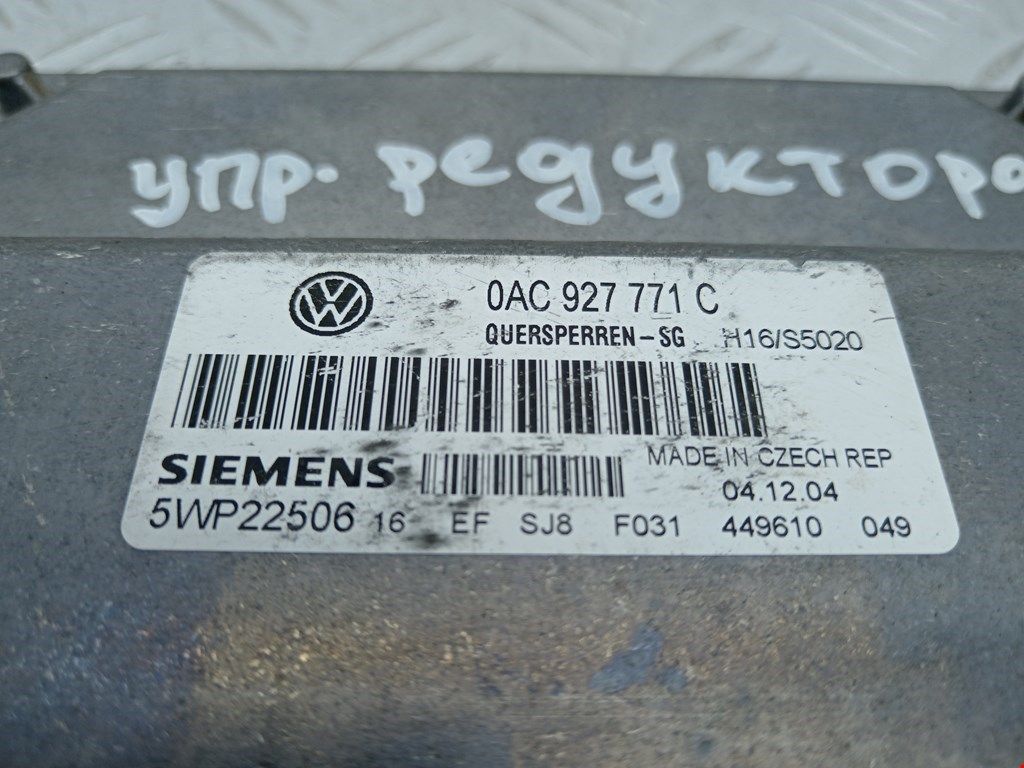 упр. редукторо
0AC 927 771 C
QUERSPERREN-SG H16/S5020
SIEMENS
MADE IN CZECH REP
04.12.04
5WP22506 16 EF SJ8 F031 449610 049